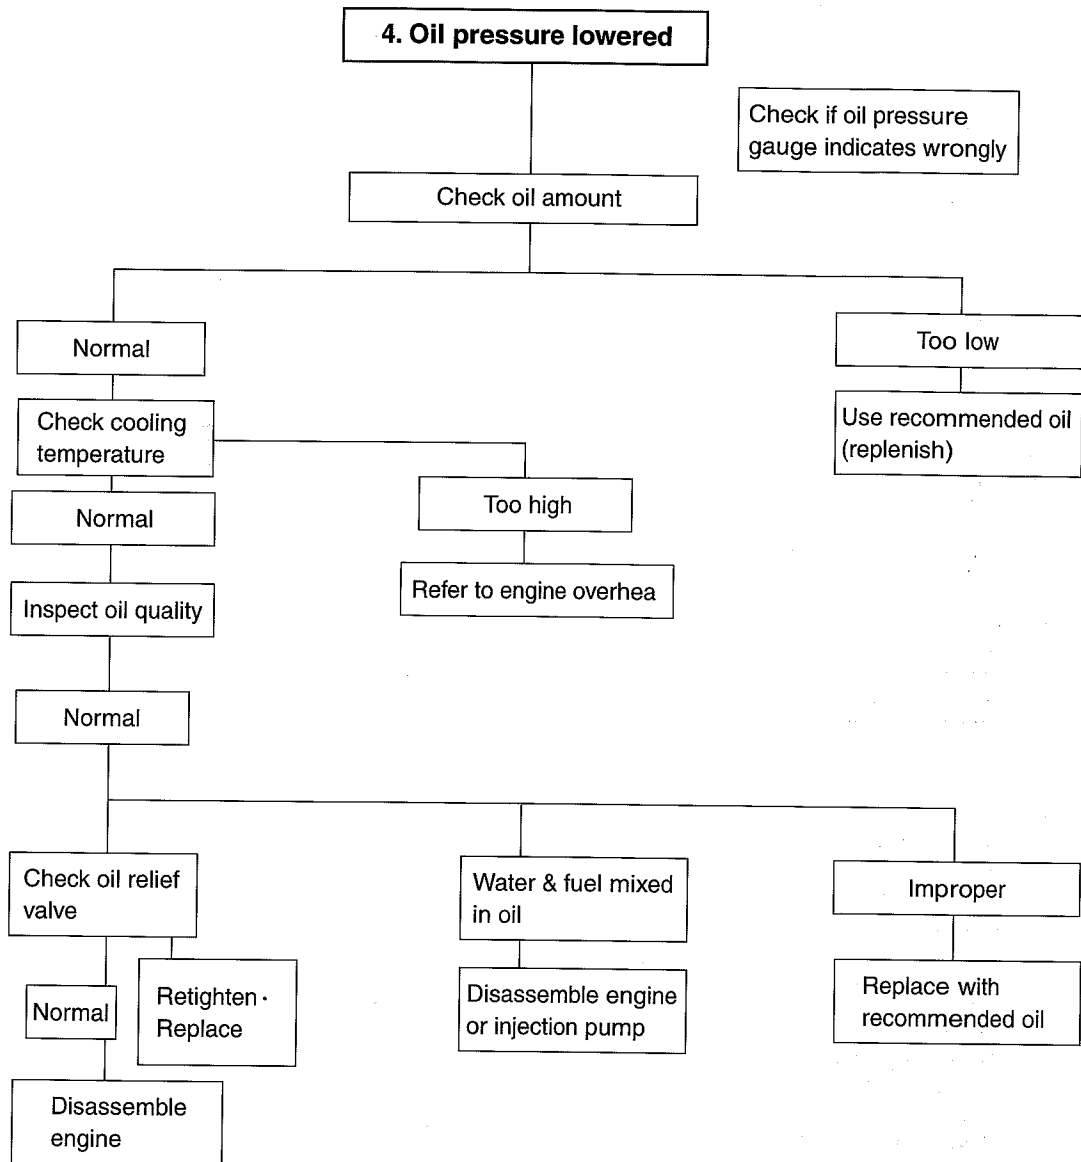 4. Oil pressure lowered
Check if oil pressure
gauge indicates wrongly
Check oil amount
Normal
Too low
Check cooling
temperature
Use recommended oil
(replenish)
Normal
Too high
Inspect oil quality
Refer to engine overhea
Normal
Check oil relief
valve
Water & fuel mixed
in oil
Improper
Normal
Retighten·
Replace
Disassemble engine
or injection pump
Replace with
recommended oil
Disassemble
engine